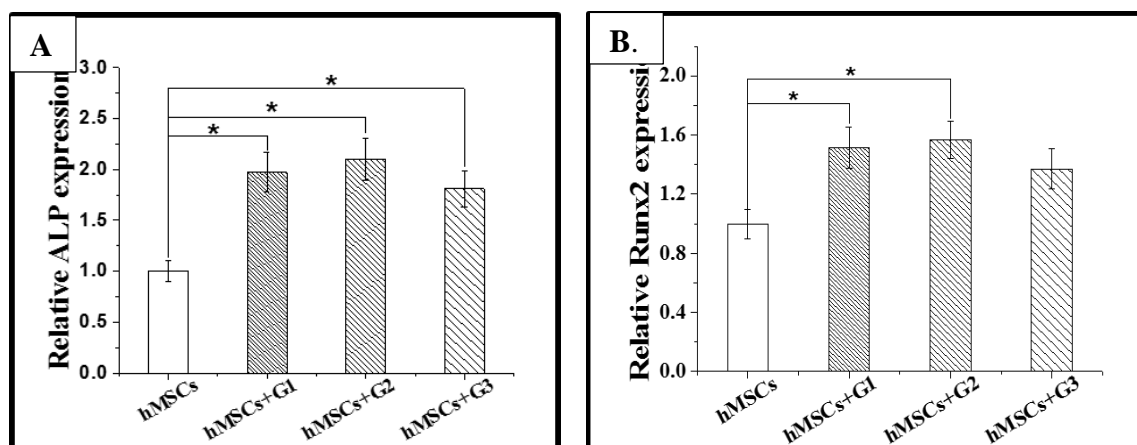 A
Relative ALP expression
3.0
2.5
2.0
1.5
1.0
0.5
0.0
*
*
*
hMSCs
hMSCs+G1
hMSCs+G2
hMSCs+G3
B.
Relative Runx2 expressio
2.0
1.6
1.2
0.8
0.4
0.0
*
*
hMSCs
hMSCs+G1
hMSCs+G2
hMSCs+G3